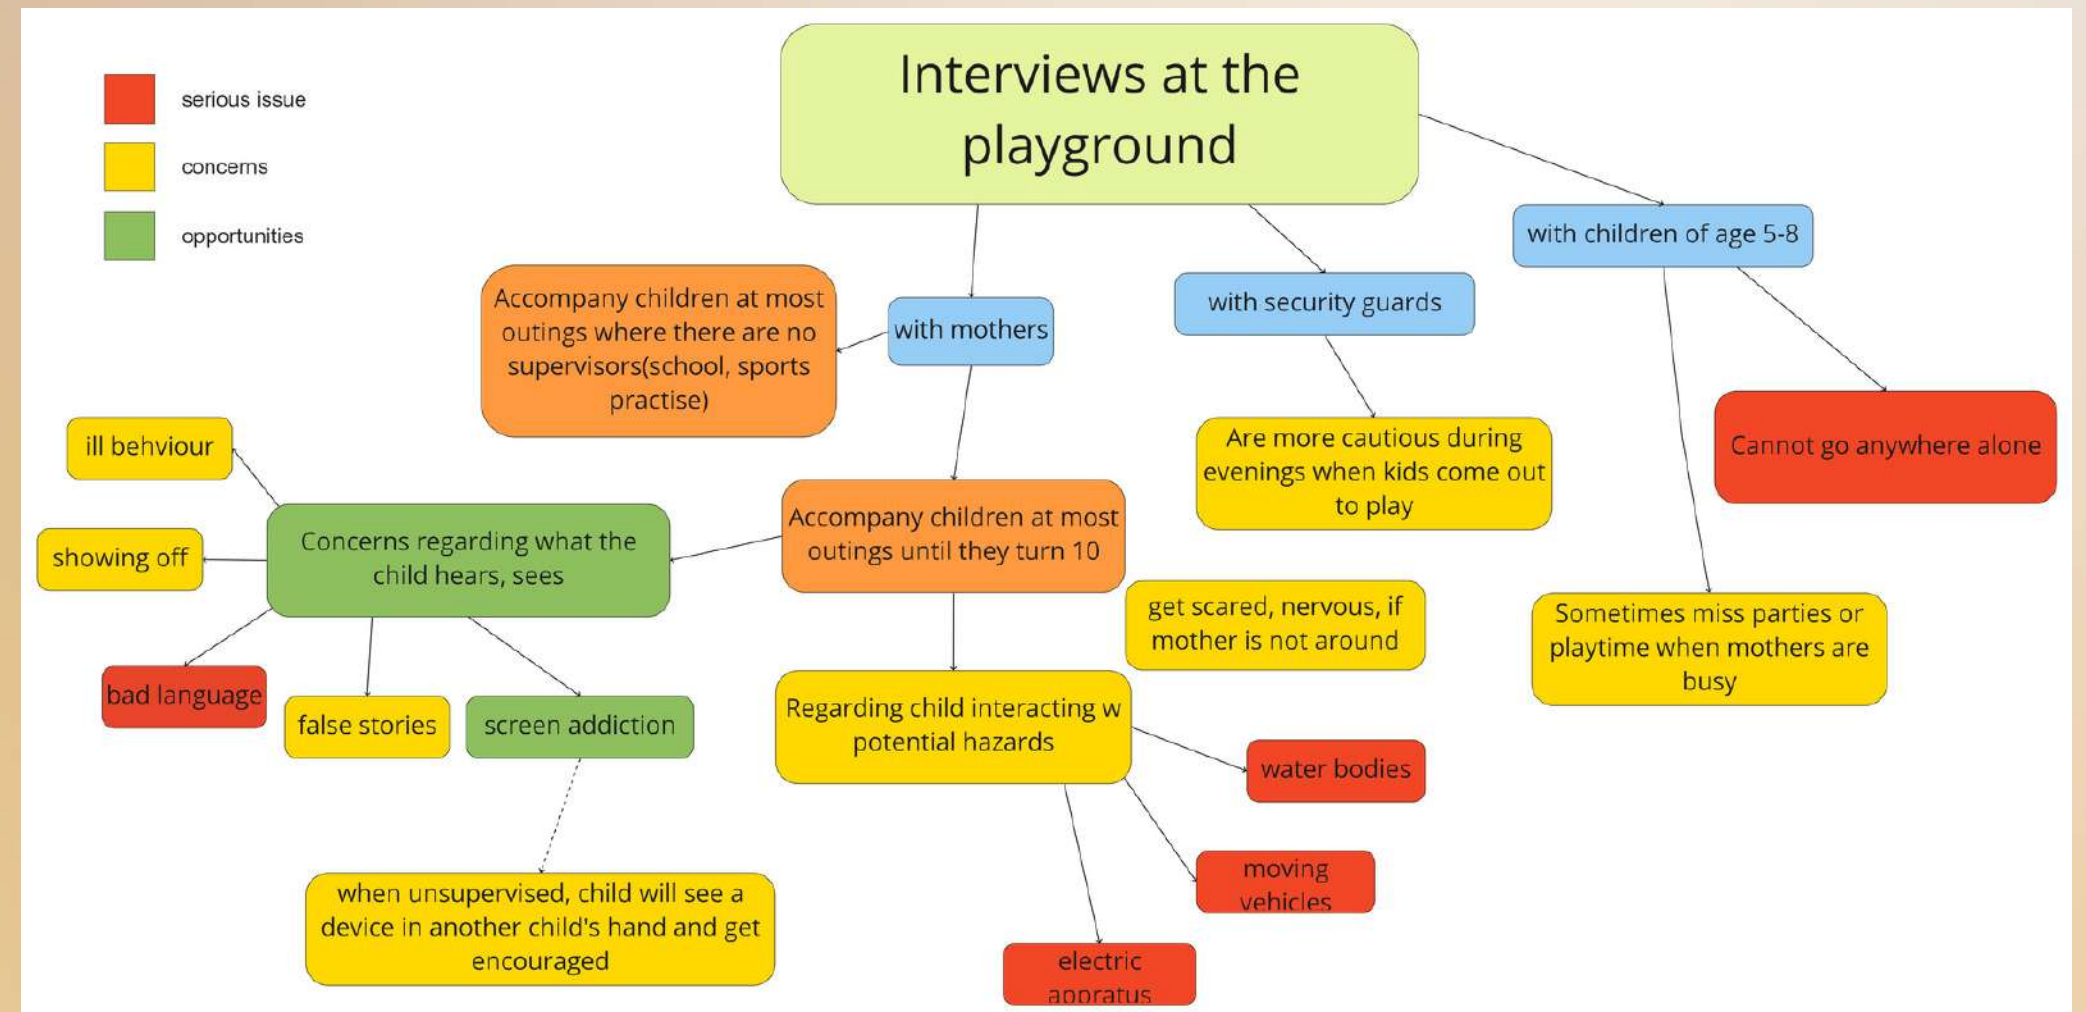 Interviews at the
playground
serious issue
concerns
opportunities
with children of age 5-8
with security guards
with mothers
Accompany children at most
outings where there are no
supervisors(school, sports
practise)
Cannot go anywhere alone
Are more cautious during
evenings when kids come out
to play
Accompany children at most
outings until they turn 10
ill behviour
showing off
Concerns regarding what the
child hears, sees
bad language
false stories
screen addiction
get scared, nervous, if
mother is not around
Sometimes miss parties or
playtime when mothers are
busy
Regarding child interacting w
potential hazards
water bodies
moving
vehicles
electric
appratus
when unsupervised, child will see a
device in another child's hand and get
encouraged